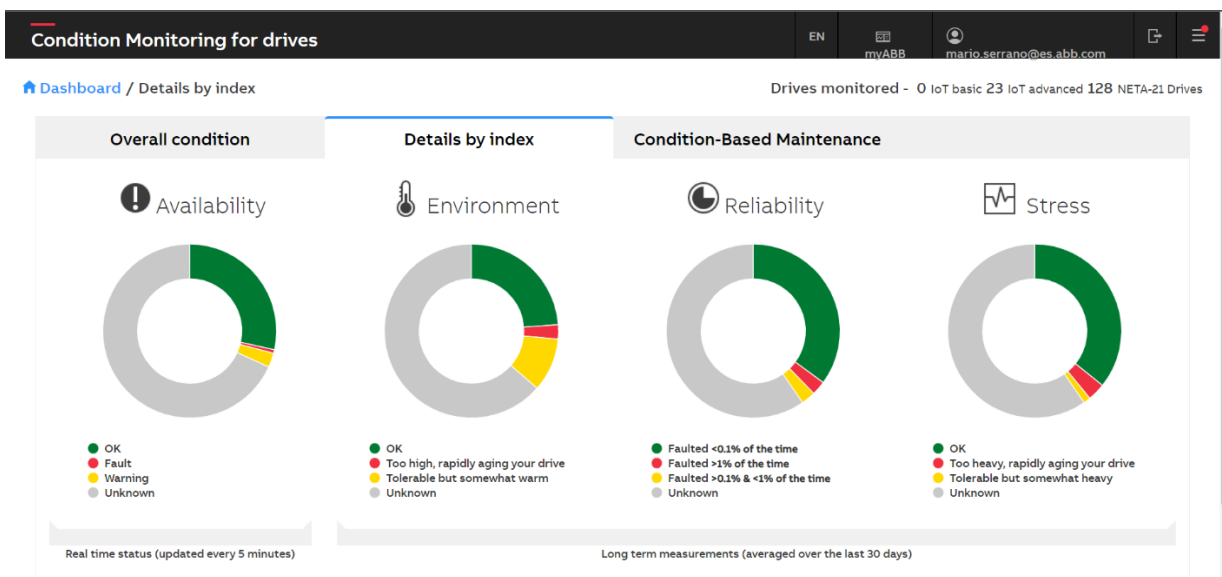 Condition Monitoring for drives
EN
myABB
mario.serrano@es.abb.com
Dashboard / Details by index
Drives monitored - 0 IoT basic 23 IoT advanced 128 NETA-21 Drives
Overall condition
Details by index
Condition-Based Maintenance
Availability
Environment
Reliability
Stress
OK
Fault
Warning
Unknown
OK
Too high, rapidly aging your drive
Tolerable but somewhat warm
Unknown
Faulted <0.1% of the time
Faulted >1% of the time
Faulted >0.1% & <1% of the time
Unknown
OK
Too heavy, rapidly aging your drive
Tolerable but somewhat heavy
Unknown
Real time status (updated every 5 minutes)
Long term measurements (averaged over the last 30 days)